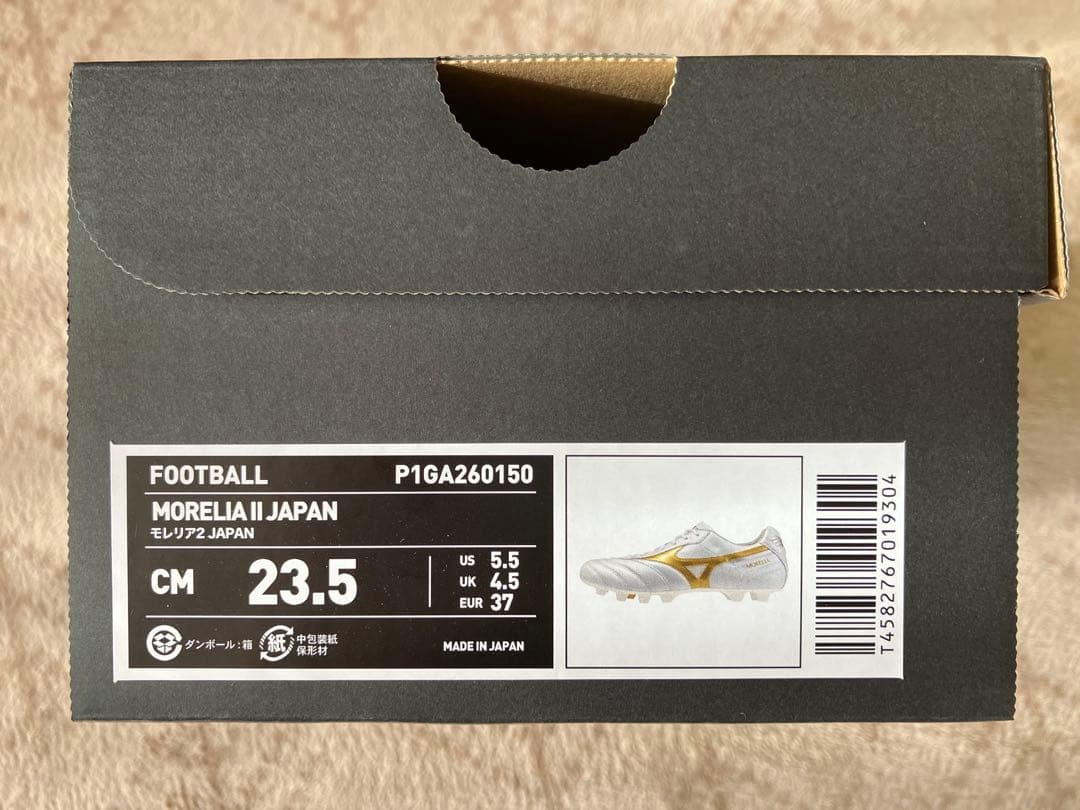 FOOTBALL P1GA260150
MORELIA II JAPAN
モレリア2 JAPAN
CM 23.5
US 5.5
UK 4.5
EUR 37
ダンボール:箱
紙
中包装紙
保形材
MADE IN JAPAN
MORELIA
T4582767019304